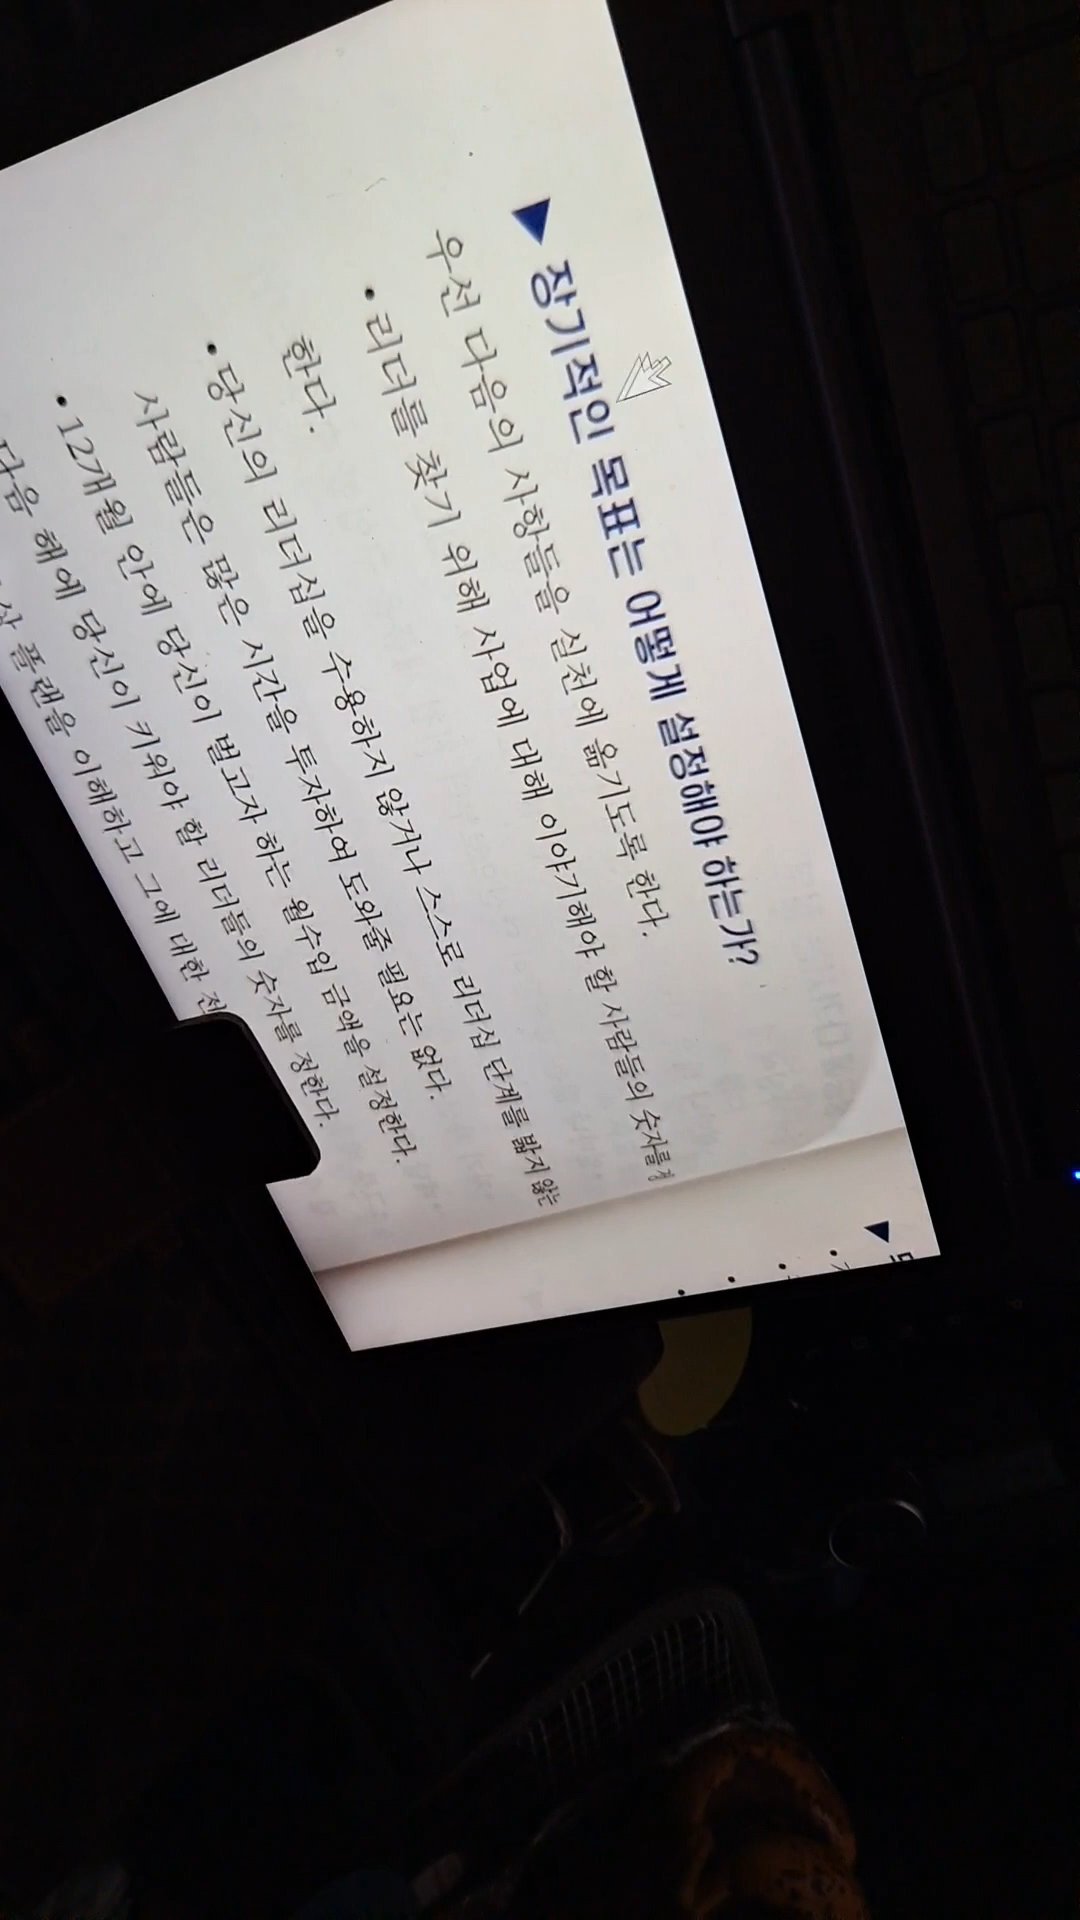 ▶ 장기적인 목표는 어떻게 설정해야 하는가?
우선 다음의 사항들을 실천에 옮기도록 한다.
• 리더를 찾기 위해 사업에 대해 이야기해야 할 사람들의 숫자를
한다.
• 당신의 리더십을 수용하지 않거나 스스로 리더십 단계를 밟지 않는
사람들은 많은 시간을 투자하여 도와줄 필요는 없다.
• 12개월 안에 당신이 벌고자 하는 월수입 금액을 설정한다.
다음 해에 당신이 키워야 할 리더들의 숫자를 정한다.
플랜을 이해하고 그에 대한